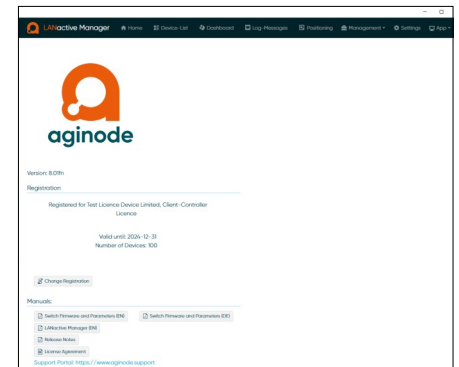 LANactive Manager Home Device-List Dashboard Log-Messages Positioning Management Settings App
aginode
Version: 8.01fn
Registration
Registered for Test Licence Device Limited, Client-Controller
Licence
Valid until: 2024-12-31
Number of Devices: 100
Change Registration
Manuals:
Switch Firmware and Parameters (EN) Switch Firmware and Parameters (DE)
LANactive Manager (EN)
Release Notes
License Agreement
Support Portal: https://www.aginode.support